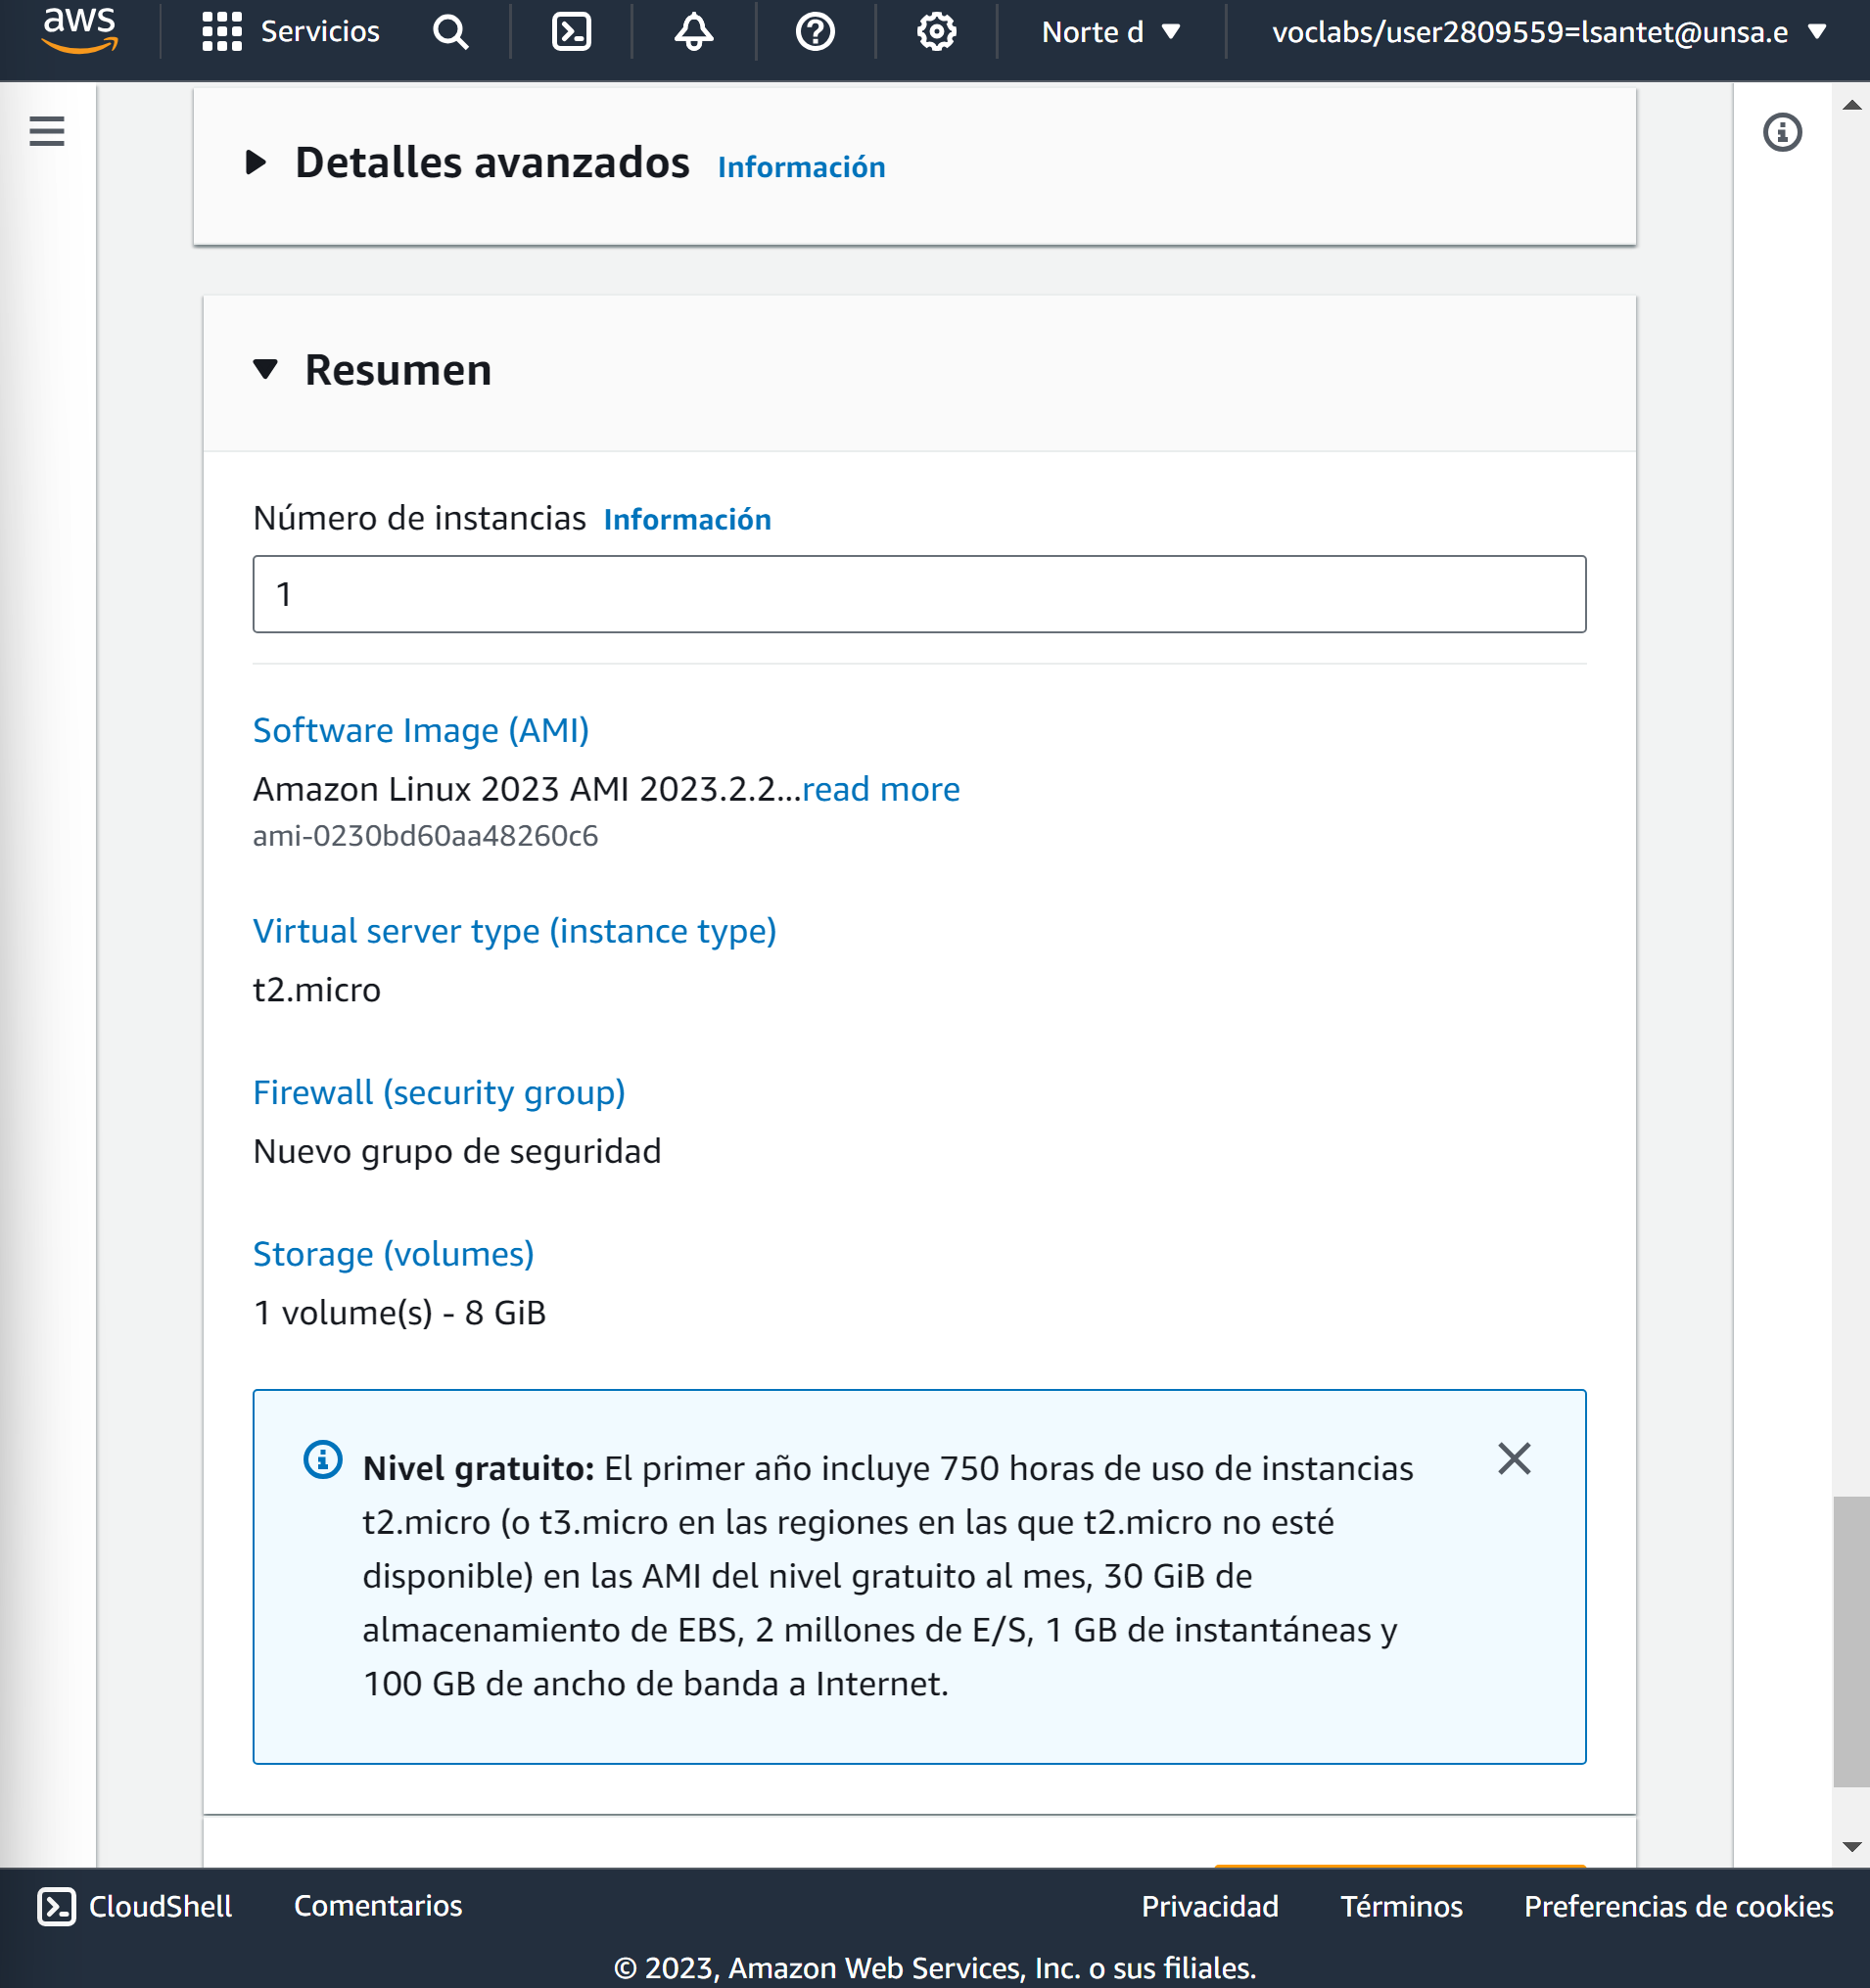 aws
Servicios
Norte d
voclabs/user2809559=lsantet@unsa.e
Detalles avanzados Información
Resumen
Número de instancias Información
1
Software Image (AMI)
Amazon Linux 2023 AMI 2023.2.2...read more
ami-0230bd60aa48260c6
Virtual server type (instance type)
t2.micro
Firewall (security group)
Nuevo grupo de seguridad
Storage (volumes)
1 volume(s) - 8 GiB
Nivel gratuito: El primer año incluye 750 horas de uso de instancias
t2.micro (o t3.micro en las regiones en las que t2.micro no esté
disponible) en las AMI del nivel gratuito al mes, 30 GiB de
almacenamiento de EBS, 2 millones de E/S, 1 GB de instantáneas y
100 GB de ancho de banda a Internet.
CloudShell Comentarios Privacidad Términos Preferencias de cookies
© 2023, Amazon Web Services, Inc. o sus filiales.